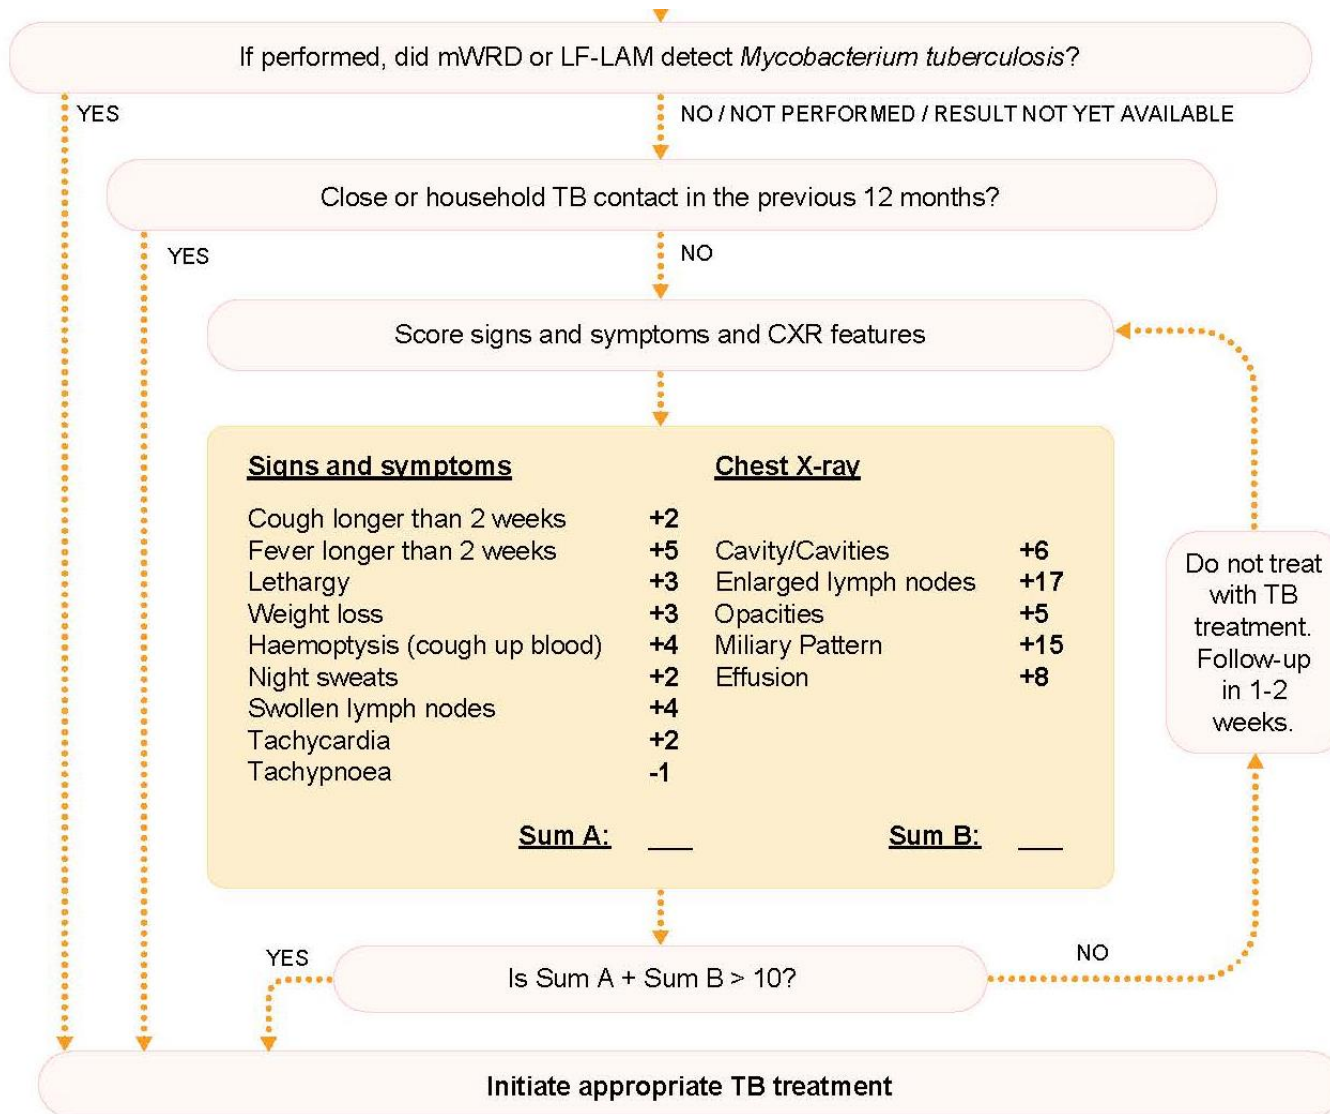 If performed, did mWRD or LF-LAM detect Mycobacterium tuberculosis?
YES
NO / NOT PERFORMED / RESULT NOT YET AVAILABLE
Close or household TB contact in the previous 12 months?
YES
NO
Score signs and symptoms and CXR features
Signs and symptoms
Cough longer than 2 weeks +2
Fever longer than 2 weeks +5
Lethargy +3
Weight loss +3
Haemoptysis (cough up blood) +4
Night sweats +2
Swollen lymph nodes +4
Tachycardia +2
Tachypnoea -1
Sum A: ___
Chest X-ray
Cavity/Cavities +6
Enlarged lymph nodes +17
Opacities +5
Miliary Pattern +15
Effusion +8
Sum B: ___
Do not treat
with TB
treatment.
Follow-up
in 1-2
weeks.
Is Sum A + Sum B > 10?
YES
NO
Initiate appropriate TB treatment